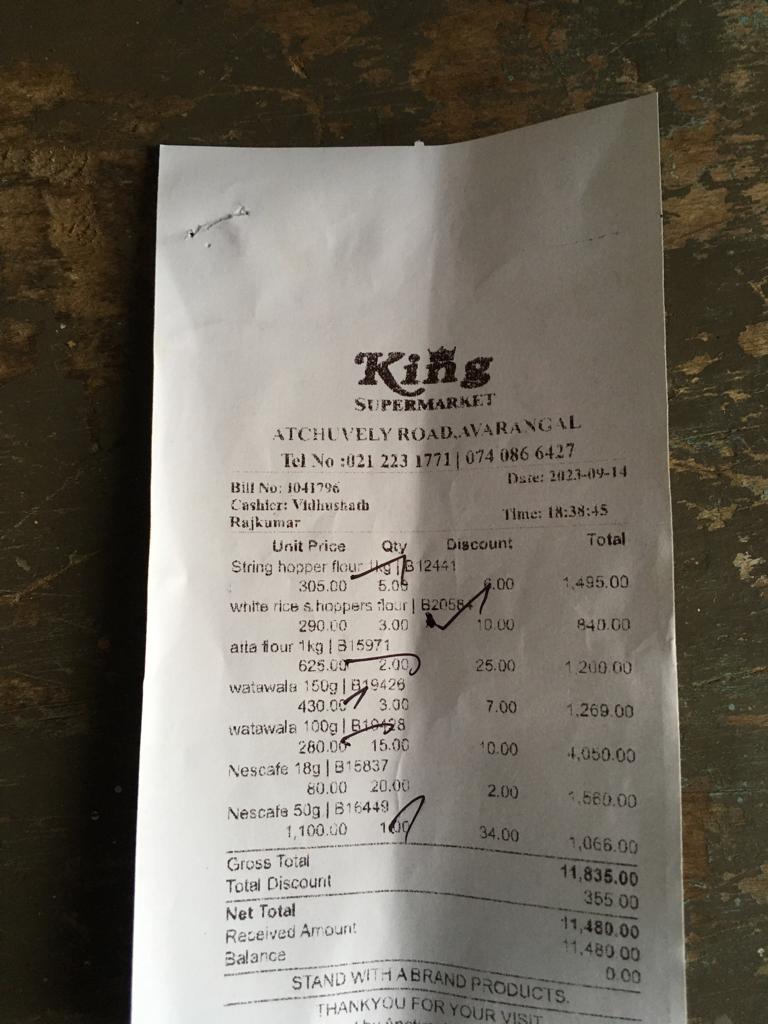 King
SUPERMARKET
ATCHUVELY ROAD,AVARANGAL
Tel No :021 223 1771 | 074 086 6427
Bill No: 1041796 Date: 2023-09-14
Cashier: Vidhushath
Rajkumar Time: 18:38:45
Unit Price Qty Discount Total
String hopper flour 1kg | B12441
305.00 5.00 6.00 1,495.00
white rice s.hoppers flour | B20584
290.00 3.00 10.00 840.00
atta flour 1kg | B15971
625.00 2.00 25.00 1,200.00
watawala 150g | B19426
430.00 3.00 7.00 1,269.00
watawala 100g | B19428
280.00 15.00 10.00 4,050.00
Nescafe 18g | B15837
80.00 20.00 2.00 1,560.00
Nescafe 50g | B16449
1,100.00 1.00 34.00 1,066.00
Gross Total 11,835.00
Total Discount 355.00
Net Total 11,480.00
Received Amount 11,480.00
Balance 0.00
STAND WITH A BRAND PRODUCTS.
THANKYOU FOR YOUR VISIT